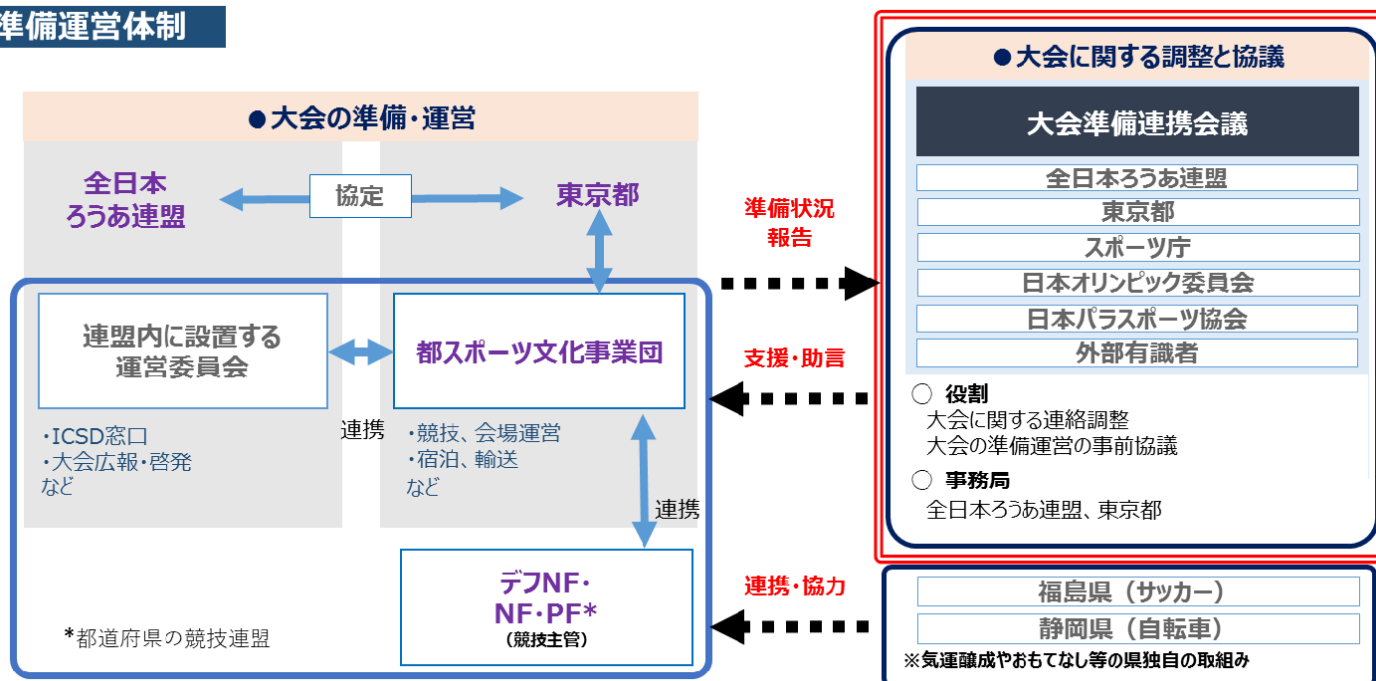 準備運営体制
●大会の準備・運営
全日本
ろうあ連盟
協定
東京都
連盟内に設置する
運営委員会
都スポーツ文化事業団
連携
・ICSD窓口
・大会広報・啓発
など
・競技、会場運営
・宿泊、輸送
など
連携
デフNF・
NF・PF*
(競技主管)
*都道府県の競技連盟
準備状況
報告
支援・助言
連携・協力
●大会に関する調整と協議
大会準備連携会議
全日本ろうあ連盟
東京都
スポーツ庁
日本オリンピック委員会
日本パラスポーツ協会
外部有識者
○ 役割
大会に関する連絡調整
大会の準備運営の事前協議
○ 事務局
全日本ろうあ連盟、東京都
福島県（サッカー）
静岡県（自転車）
※気運醸成やおもてなし等の県独自の取組み